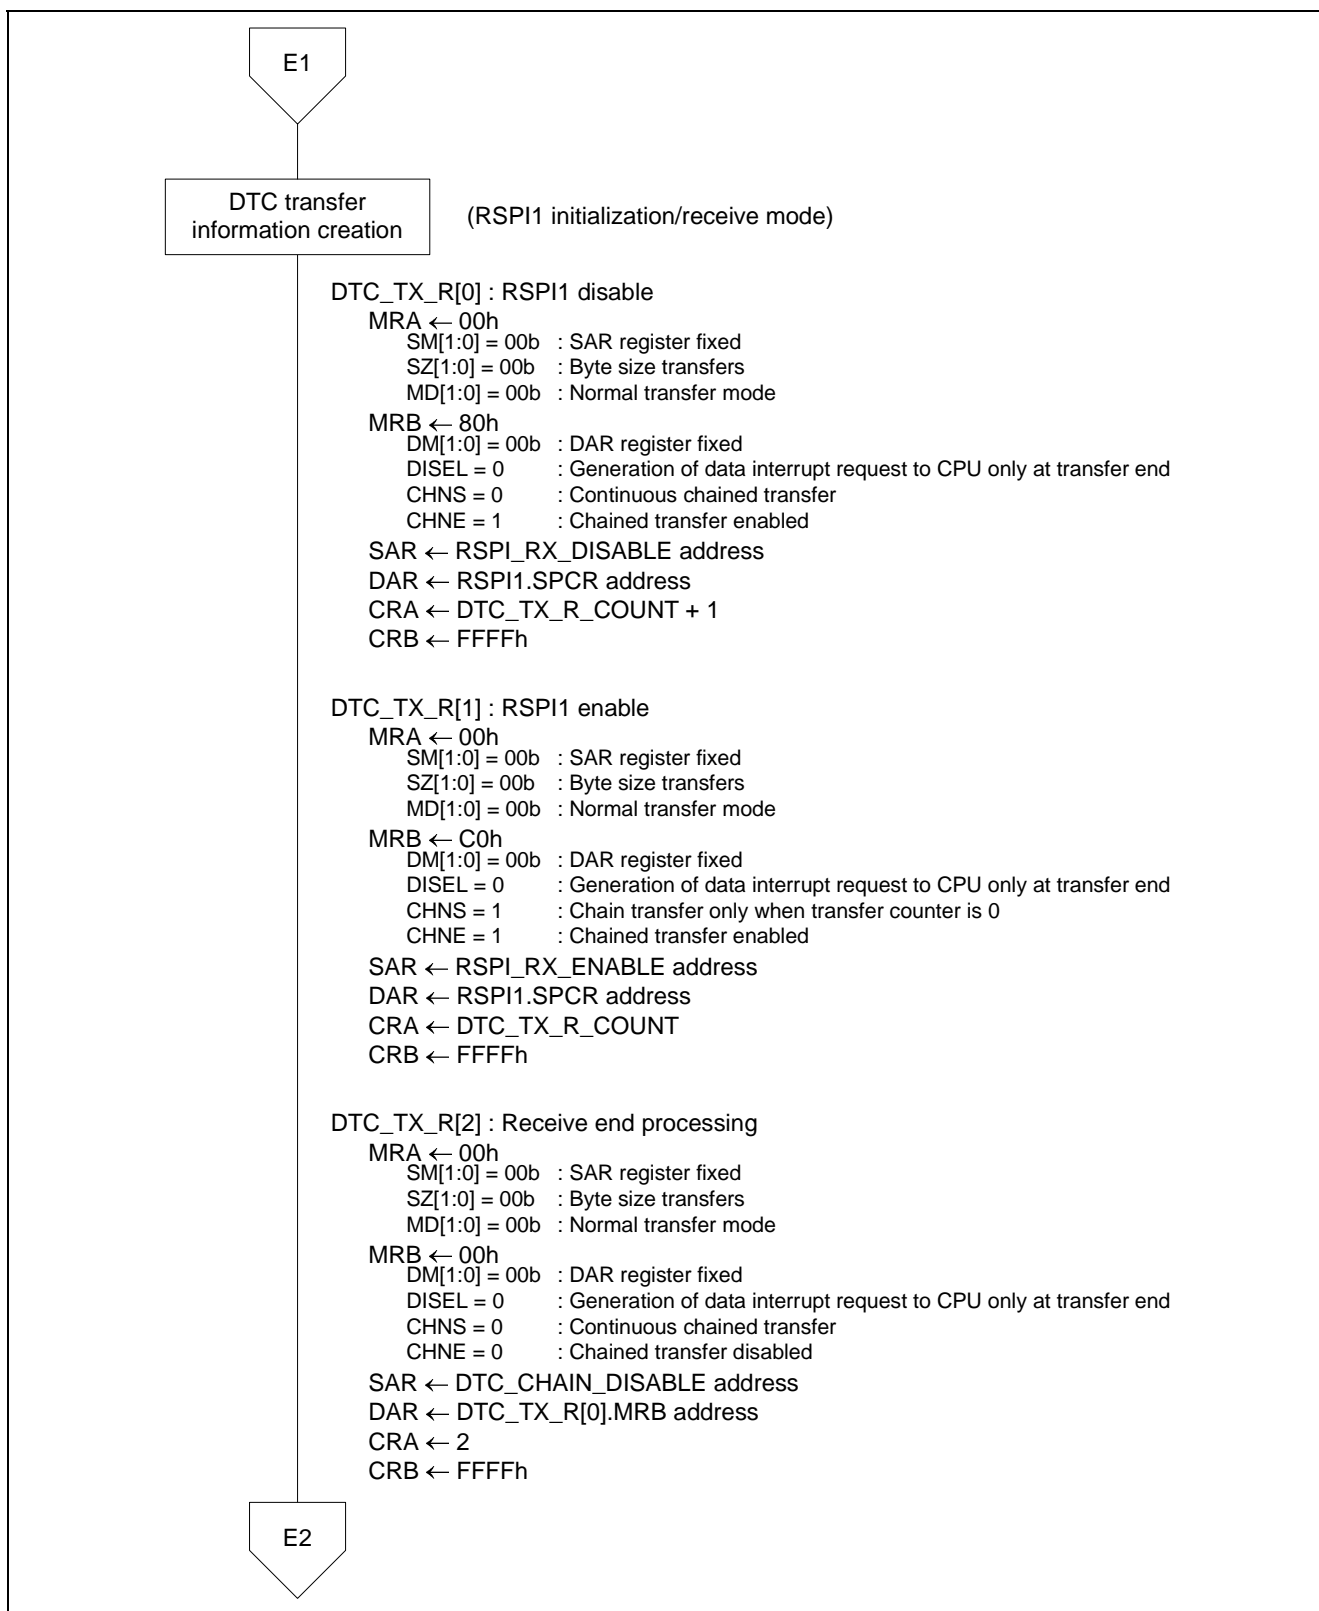 E1
DTC transfer
information creation
(RSPI1 initialization/receive mode)
DTC_TX_R[0] : RSPI1 disable
MRA ← 00h
SM[1:0] = 00b : SAR register fixed
SZ[1:0] = 00b : Byte size transfers
MD[1:0] = 00b : Normal transfer mode
MRB ← 80h
DM[1:0] = 00b : DAR register fixed
DISEL = 0 : Generation of data interrupt request to CPU only at transfer end
CHNS = 0 : Continuous chained transfer
CHNE = 1 : Chained transfer enabled
SAR ← RSPI_RX_DISABLE address
DAR ← RSPI1.SPCR address
CRA ← DTC_TX_R_COUNT + 1
CRB ← FFFFh
DTC_TX_R[1] : RSPI1 enable
MRA ← 00h
SM[1:0] = 00b : SAR register fixed
SZ[1:0] = 00b : Byte size transfers
MD[1:0] = 00b : Normal transfer mode
MRB ← C0h
DM[1:0] = 00b : DAR register fixed
DISEL = 0 : Generation of data interrupt request to CPU only at transfer end
CHNS = 1 : Chain transfer only when transfer counter is 0
CHNE = 1 : Chained transfer enabled
SAR ← RSPI_RX_ENABLE address
DAR ← RSPI1.SPCR address
CRA ← DTC_TX_R_COUNT
CRB ← FFFFh
DTC_TX_R[2] : Receive end processing
MRA ← 00h
SM[1:0] = 00b : SAR register fixed
SZ[1:0] = 00b : Byte size transfers
MD[1:0] = 00b : Normal transfer mode
MRB ← 00h
DM[1:0] = 00b : DAR register fixed
DISEL = 0 : Generation of data interrupt request to CPU only at transfer end
CHNS = 0 : Continuous chained transfer
CHNE = 0 : Chained transfer disabled
SAR ← DTC_CHAIN_DISABLE address
DAR ← DTC_TX_R[0].MRB address
CRA ← 2
CRB ← FFFFh
E2